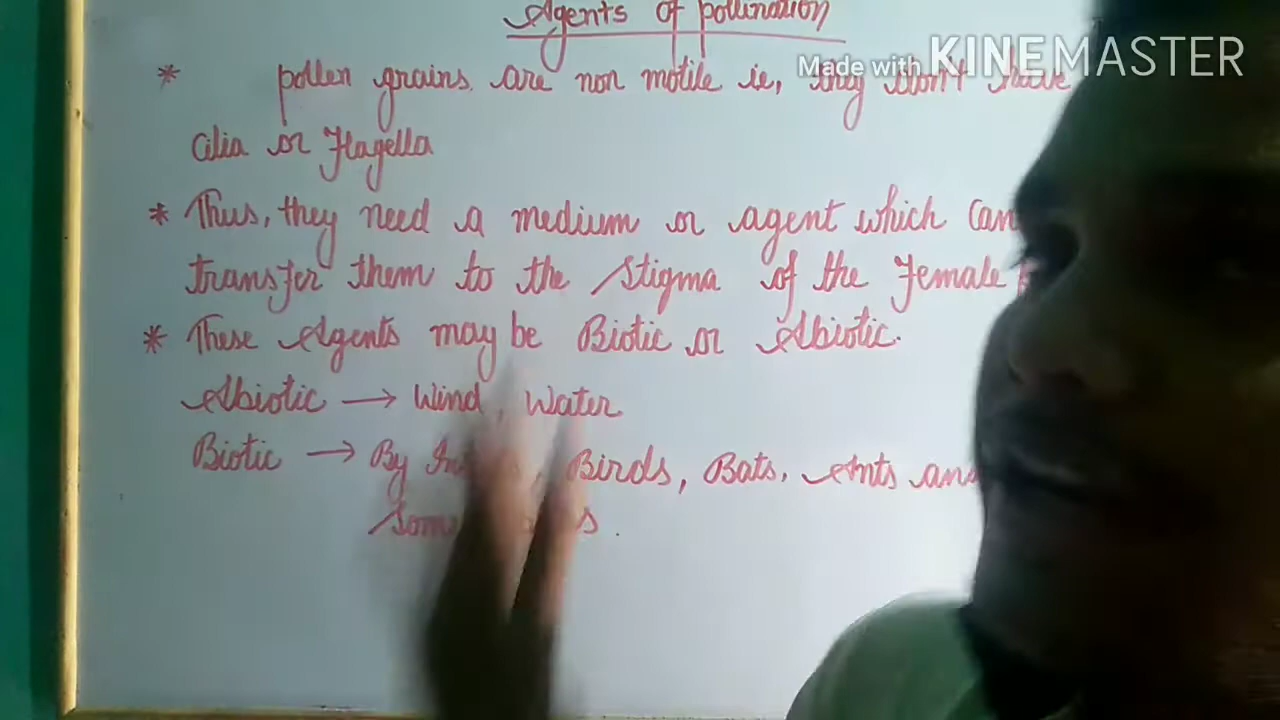 Agents of pollination
Made with KINEMASTER
* pollen grains are non motile ie, they don't have
cilia or Flagella
* Thus, they need a medium or agent which can
transfer them to the Stigma of the Female
* These Agents may be Biotic or Abiotic.
Abiotic → Wind, Water
Biotic → By , Birds, Bats, Ants and